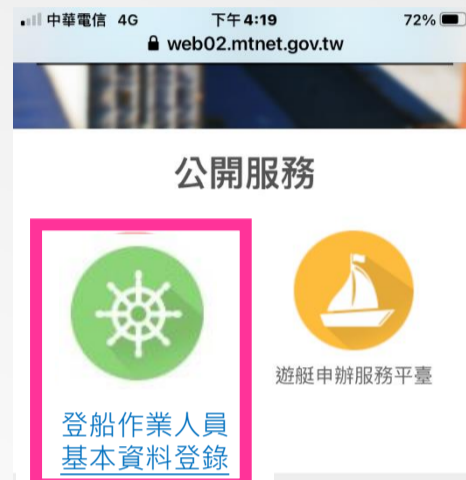 中華電信 4G 下午4:19 72%
web02.mtnet.gov.tw
公開服務
登船作業人員
基本資料登錄
遊艇申辦服務平臺